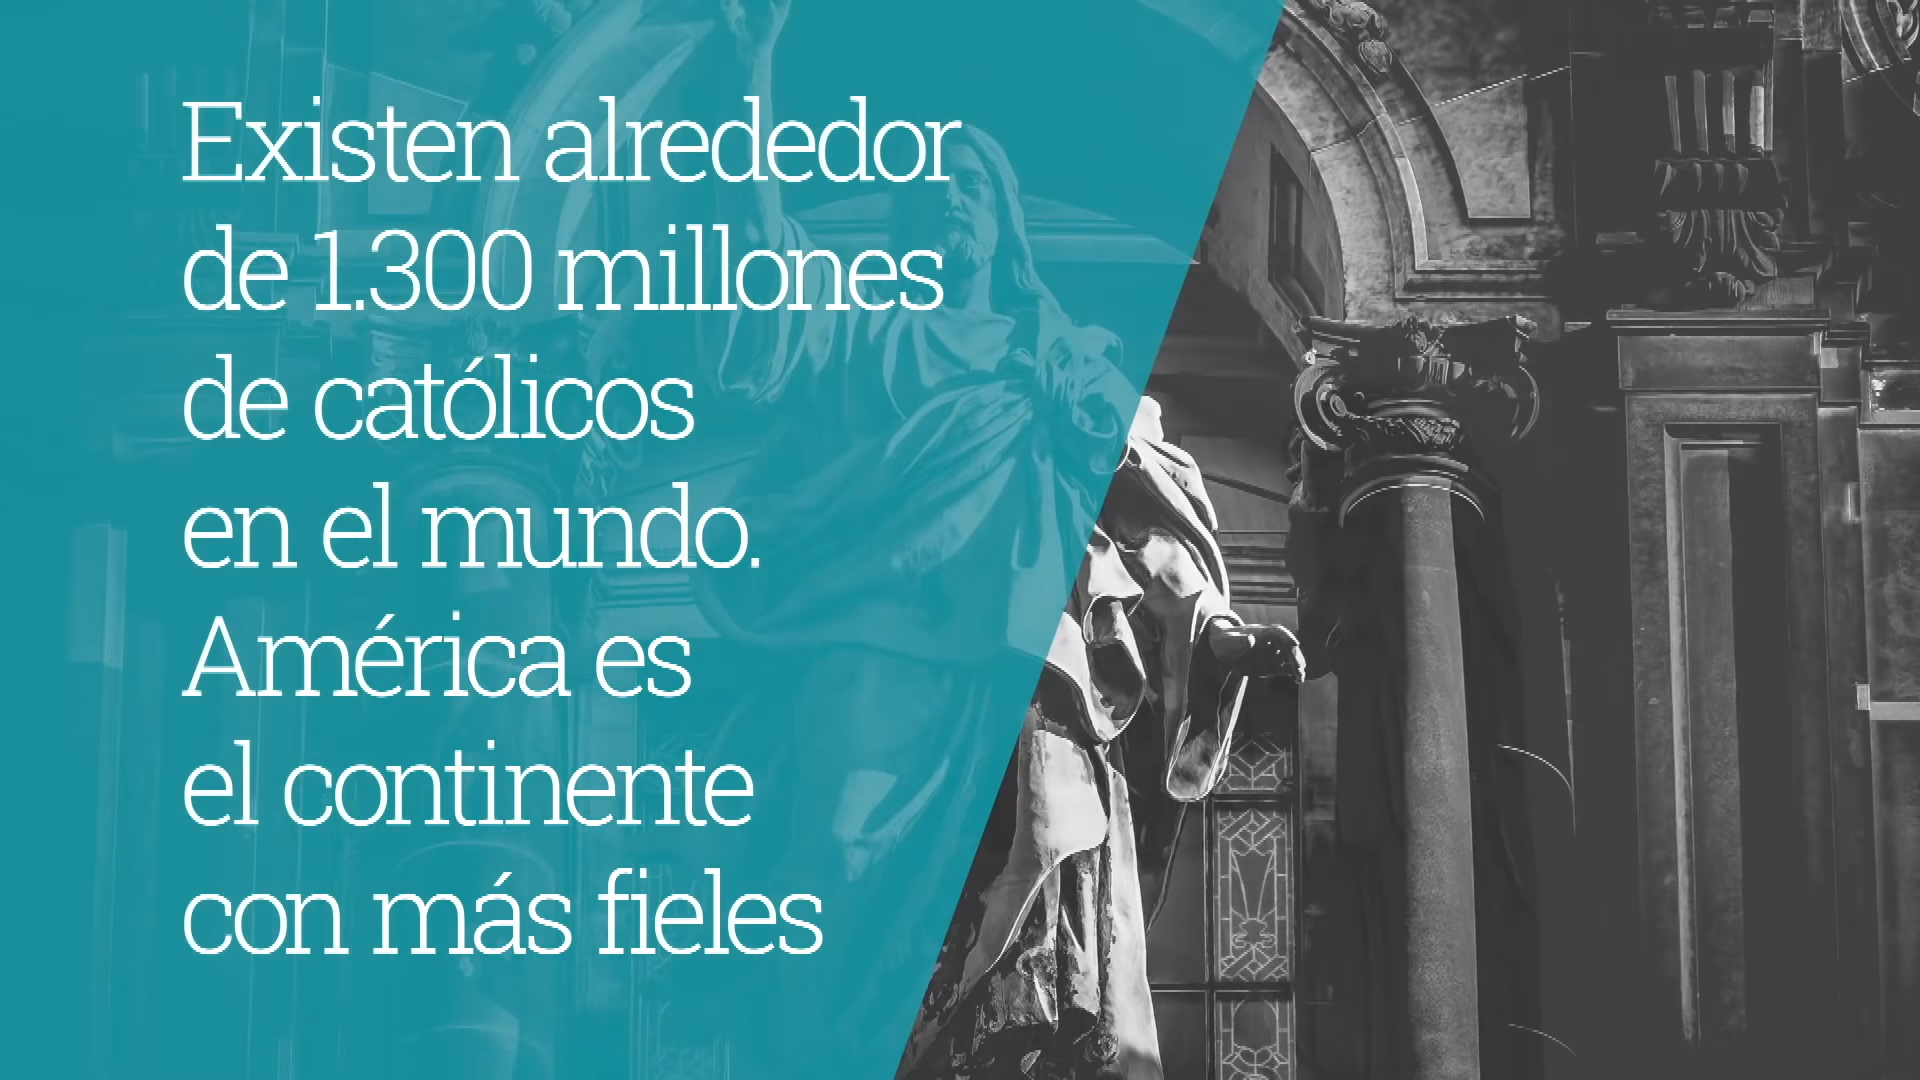 Existen alrededor
de 1.300 millones
de católicos
en el mundo.
América es
el continente
con más fieles